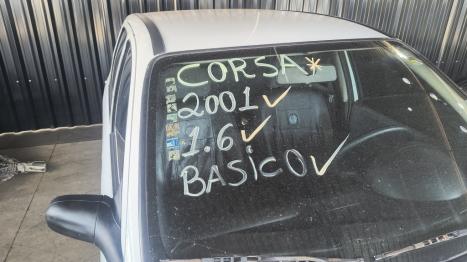 CORSA*
2001 ✓
1.6 ✓
BASiCO ✓